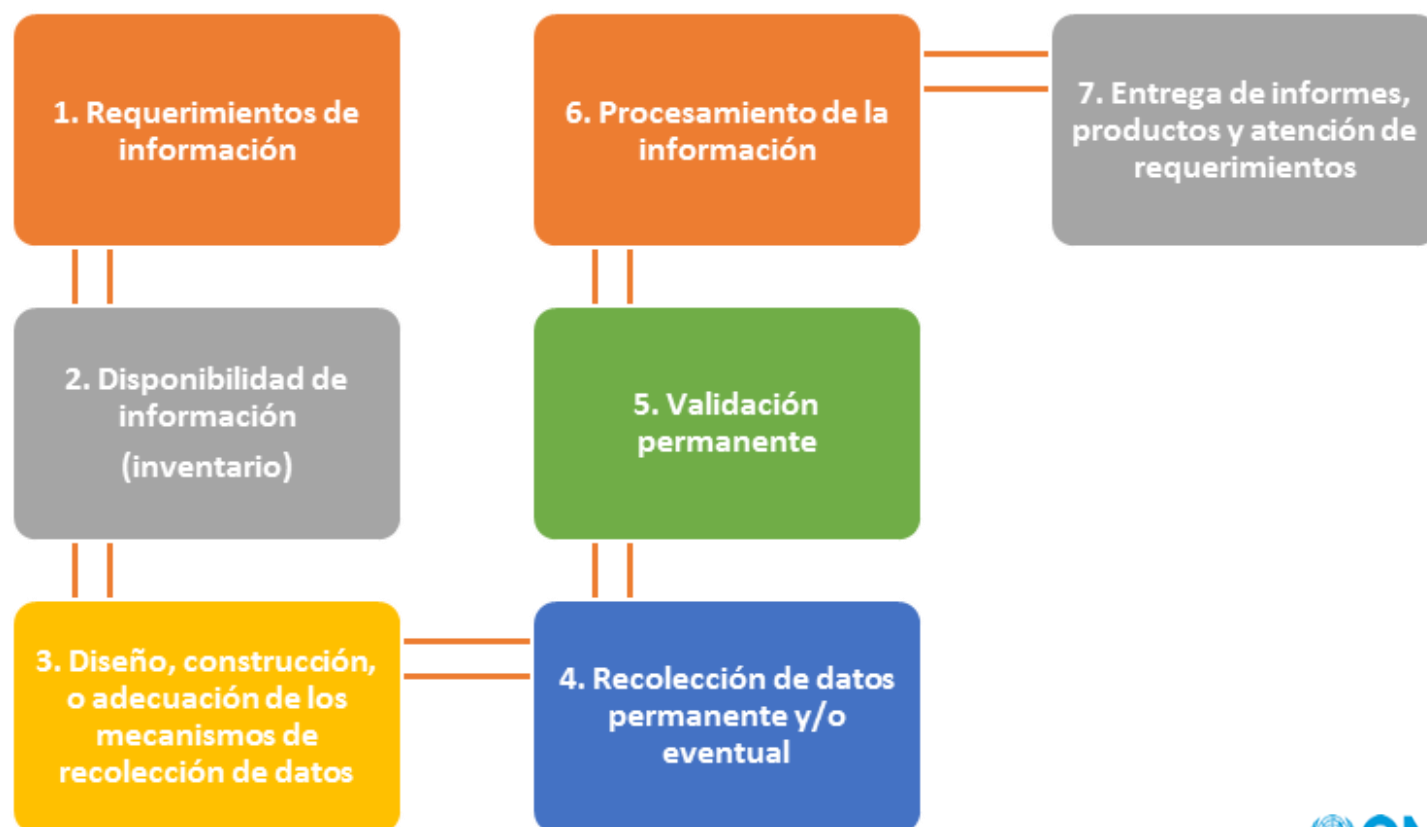 1. Requerimientos de
información
2. Disponibilidad de
información
(inventario)
3. Diseño, construcción,
o adecuación de los
mecanismos de
recolección de datos
4. Recolección de datos
permanente y/o
eventual
5. Validación
permanente
6. Procesamiento de la
información
7. Entrega de informes,
productos y atención de
requerimientos